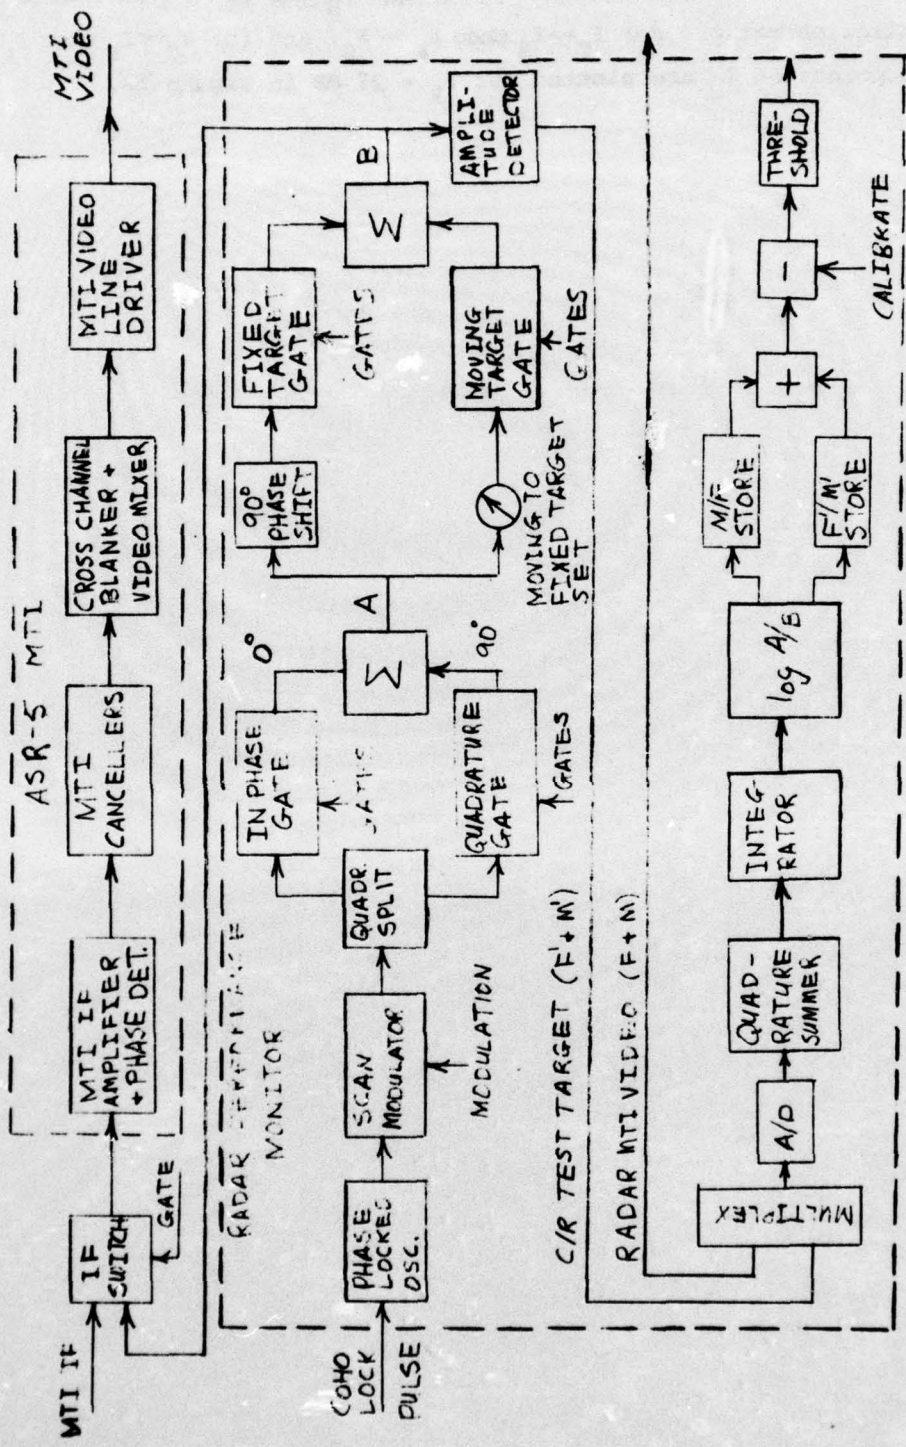 MTI IF
IF
SWITCH
GATE
ASR-5 MTI
MTI IF
AMPLIFIER
+ PHASE DET.
MTI
CANCELLERS
CROSS CHANNEL
BLANKER +
VIDEO MIXER
MTI VIDEO
LINE
DRIVER
MTI
VIDEO
RADAR
MONITOR
COHO
LOCK
PULSE
PHASE
LOCKED
OSC.
SCAN
MODULATOR
MODULATION
QUADR.
SPLIT
IN PHASE
GATE
QUADRATURE
GATE
GATES
0°
Σ
90°
A
90°
PHASE
SHIFT
MOVING TO
FIXED TARGET
SET
FIXED
TARGET
GATE
GATES
MOVING
TARGET
GATE
GATES
Σ
B
AMPLI-
TUDE
DETECTOR
C/R TEST TARGET (F'+ M')
RADAR MTI VIDEO (F + M)
MULTIPLEX
A/D
QUAD-
RATURE
SUMMER
INTEG-
RATOR
log A/B
M/F
STORE
F'/M'
STORE
+
−
CALIBRATE
THRE-
SHOLD